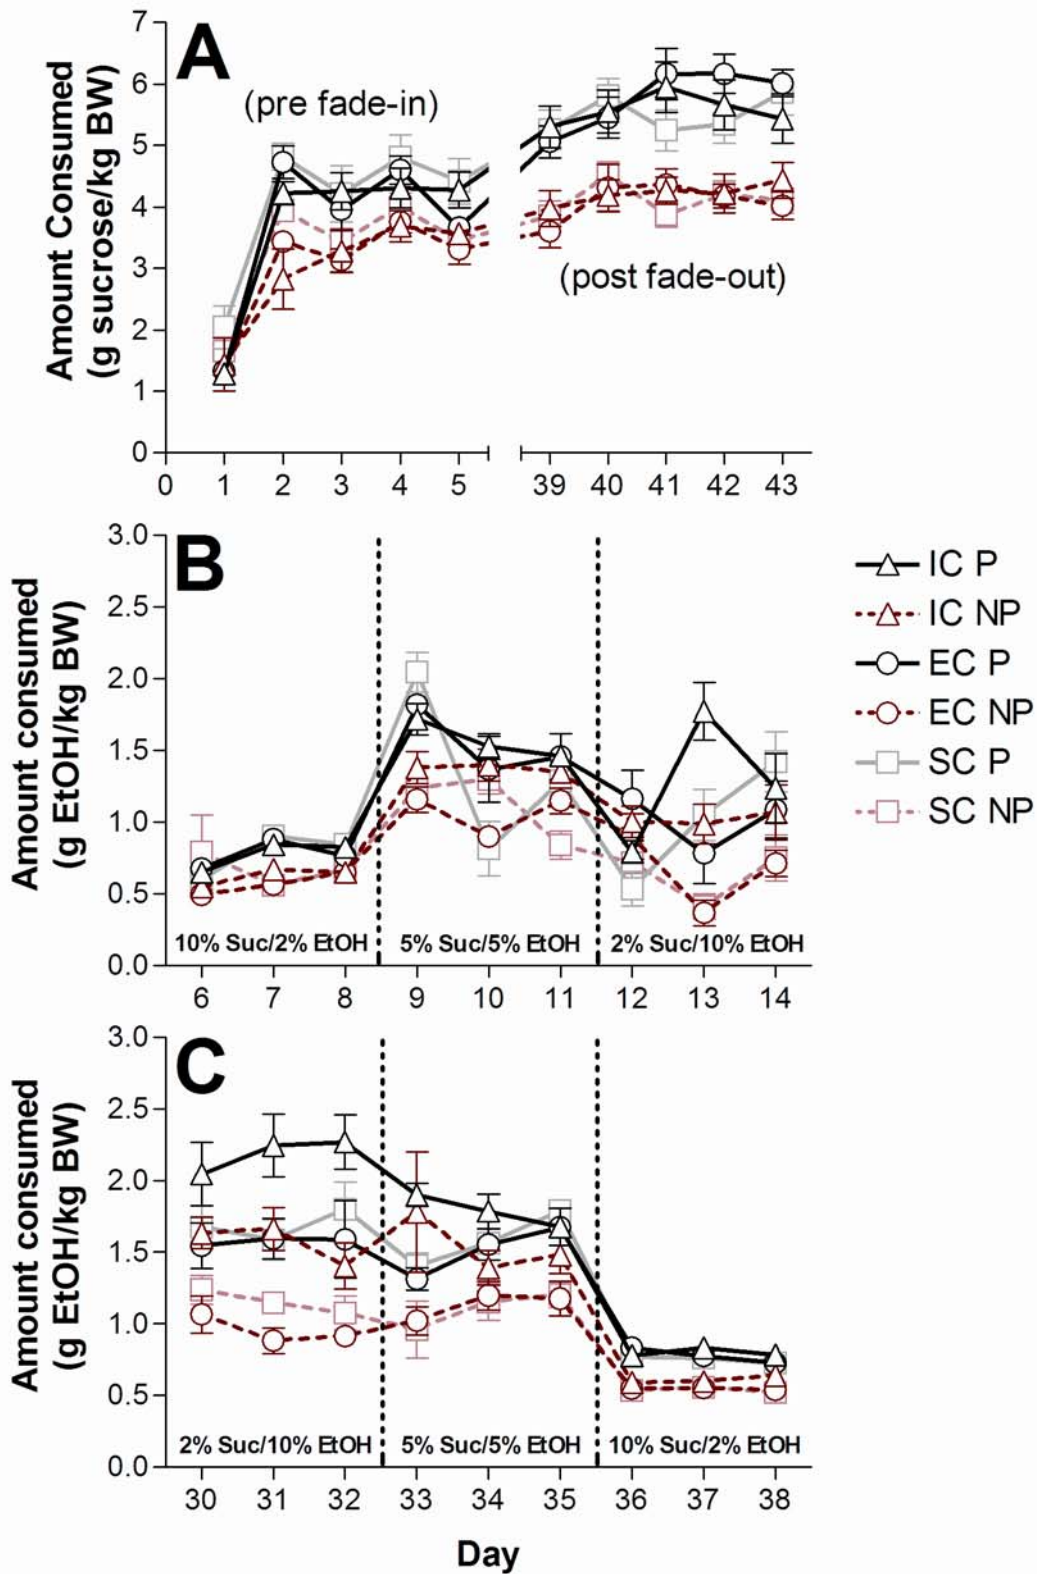 A
(pre fade-in)
(post fade-out)
Amount Consumed
(g sucrose/kg BW)
7
6
5
4
3
2
1
0
0 1 2 3 4 5 39 40 41 42 43
B
Amount consumed
(g EtOH/kg BW)
3.0
2.5
2.0
1.5
1.0
0.5
0.0
10% Suc/2% EtOH 5% Suc/5% EtOH 2% Suc/10% EtOH
6 7 8 9 10 11 12 13 14
IC P
IC NP
EC P
EC NP
SC P
SC NP
C
Amount consumed
(g EtOH/kg BW)
3.0
2.5
2.0
1.5
1.0
0.5
0.0
2% Suc/10% EtOH 5% Suc/5% EtOH 10% Suc/2% EtOH
30 31 32 33 34 35 36 37 38
Day